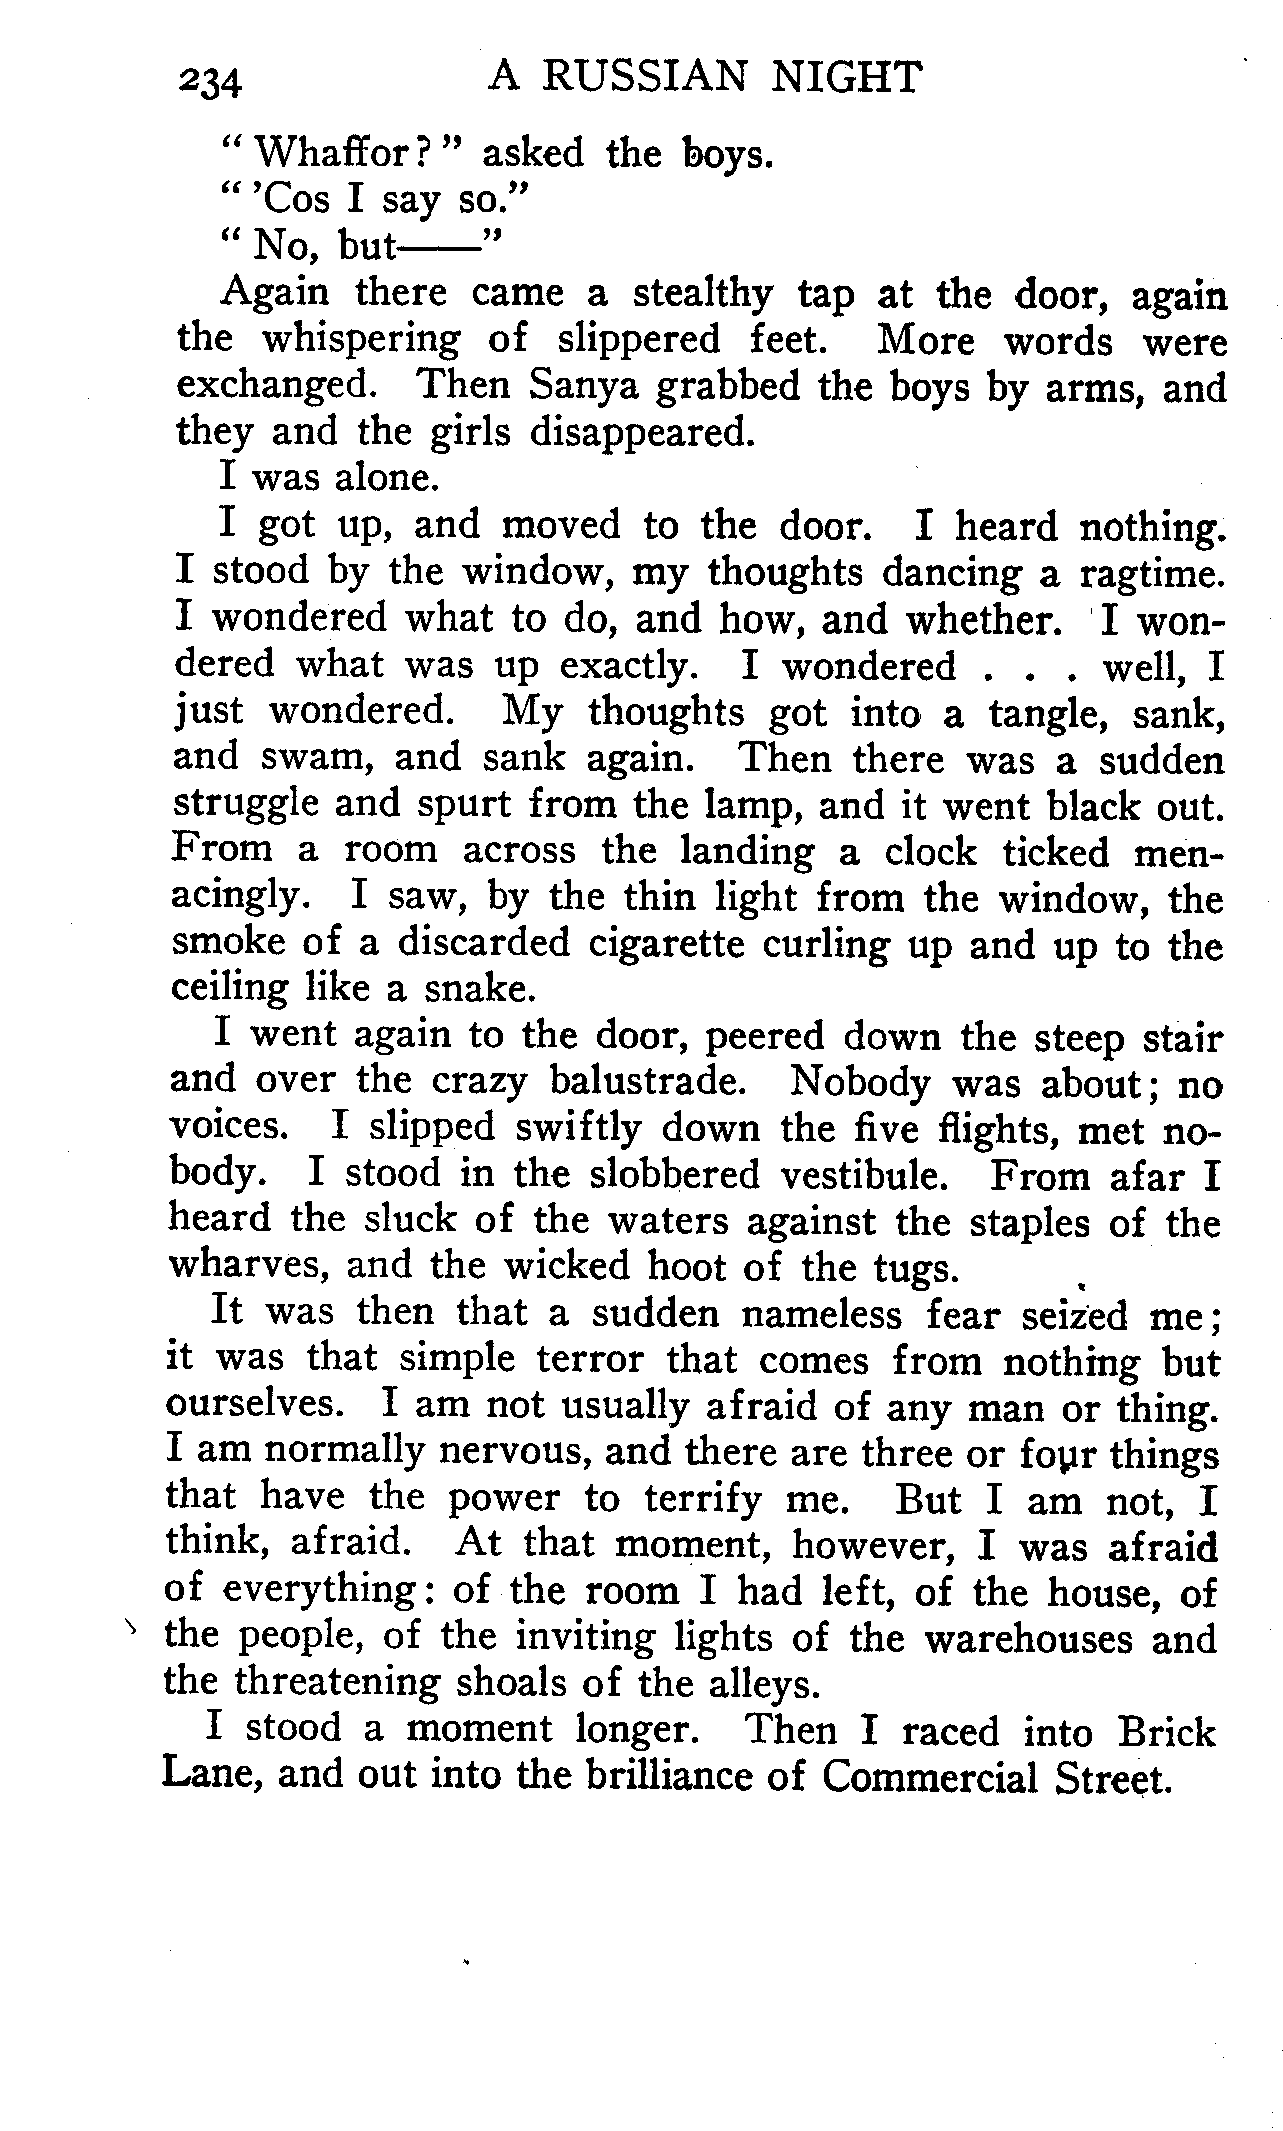 234 A RUSSIAN NIGHT
“ Whaffor ? ” asked the boys.
“ ’Cos I say so.”
“ No, but——”
Again there came a stealthy tap at the door, again
the whispering of slippered feet. More words were
exchanged. Then Sanya grabbed the boys by arms, and
they and the girls disappeared.
I was alone.
I got up, and moved to the door. I heard nothing.
I stood by the window, my thoughts dancing a ragtime.
I wondered what to do, and how, and whether. I won-
dered what was up exactly. I wondered . . . well, I
just wondered. My thoughts got into a tangle, sank,
and swam, and sank again. Then there was a sudden
struggle and spurt from the lamp, and it went black out.
From a room across the landing a clock ticked men-
acingly. I saw, by the thin light from the window, the
smoke of a discarded cigarette curling up and up to the
ceiling like a snake.
I went again to the door, peered down the steep stair
and over the crazy balustrade. Nobody was about ; no
voices. I slipped swiftly down the five flights, met no-
body. I stood in the slobbered vestibule. From afar I
heard the sluck of the waters against the staples of the
wharves, and the wicked hoot of the tugs.
It was then that a sudden nameless fear seized me ;
it was that simple terror that comes from nothing but
ourselves. I am not usually afraid of any man or thing.
I am normally nervous, and there are three or four things
that have the power to terrify me. But I am not, I
think, afraid. At that moment, however, I was afraid
of everything : of the room I had left, of the house, of
the people, of the inviting lights of the warehouses and
the threatening shoals of the alleys.
I stood a moment longer. Then I raced into Brick
Lane, and out into the brilliance of Commercial Street.